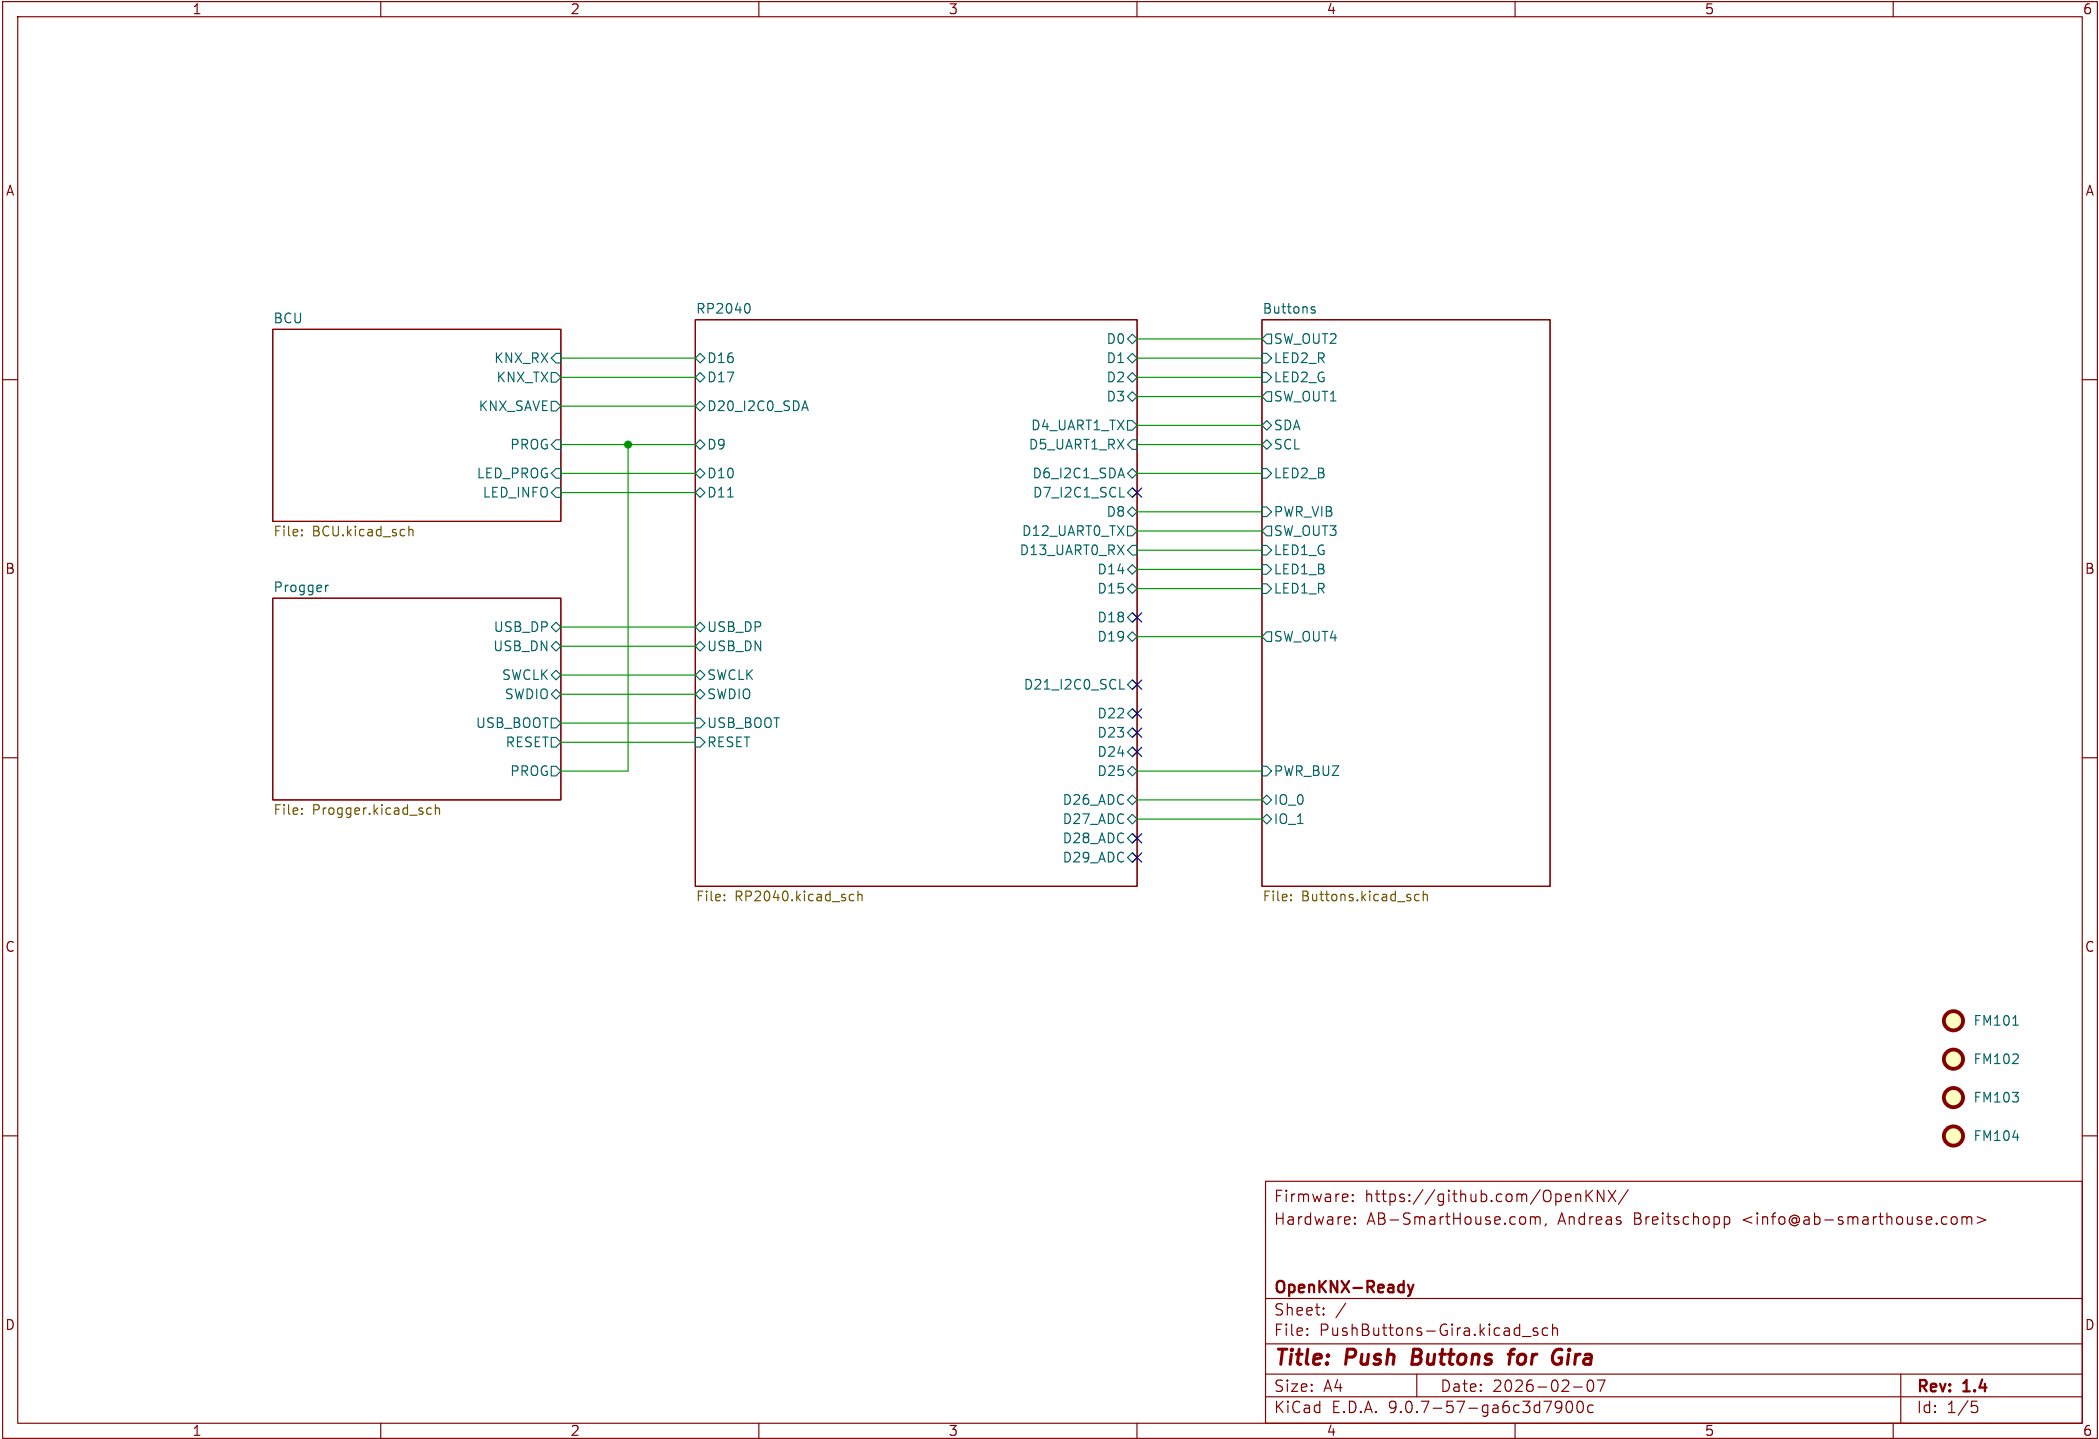 1 2 3 4 5 6
A A
B B
C C
D D
BCU
KNX_RX
KNX_TX
KNX_SAVE
PROG
LED_PROG
LED_INFO
File: BCU.kicad_sch
Progger
USB_DP
USB_DN
SWCLK
SWDIO
USB_BOOT
RESET
PROG
File: Progger.kicad_sch
RP2040
D16
D17
D20_I2C0_SDA
D9
D10
D11
USB_DP
USB_DN
SWCLK
SWDIO
USB_BOOT
RESET
D0
D1
D2
D3
D4_UART1_TX
D5_UART1_RX
D6_I2C1_SDA
D7_I2C1_SCL
D8
D12_UART0_TX
D13_UART0_RX
D14
D15
D18
D19
D21_I2C0_SCL
D22
D23
D24
D25
D26_ADC
D27_ADC
D28_ADC
D29_ADC
File: RP2040.kicad_sch
Buttons
SW_OUT2
LED2_R
LED2_G
SW_OUT1
SDA
SCL
LED2_B
PWR_VIB
SW_OUT3
LED1_G
LED1_B
LED1_R
SW_OUT4
PWR_BUZ
IO_0
IO_1
File: Buttons.kicad_sch
FM101
FM102
FM103
FM104
Firmware: https://github.com/OpenKNX/
Hardware: AB-SmartHouse.com, Andreas Breitschopp <info@ab-smarthouse.com>
OpenKNX-Ready
Sheet: /
File: PushButtons-Gira.kicad_sch
Title: Push Buttons for Gira
Size: A4 Date: 2026-02-07 Rev: 1.4
KiCad E.D.A. 9.0.7-57-ga6c3d7900c Id: 1/5
1 2 3 4 5 6